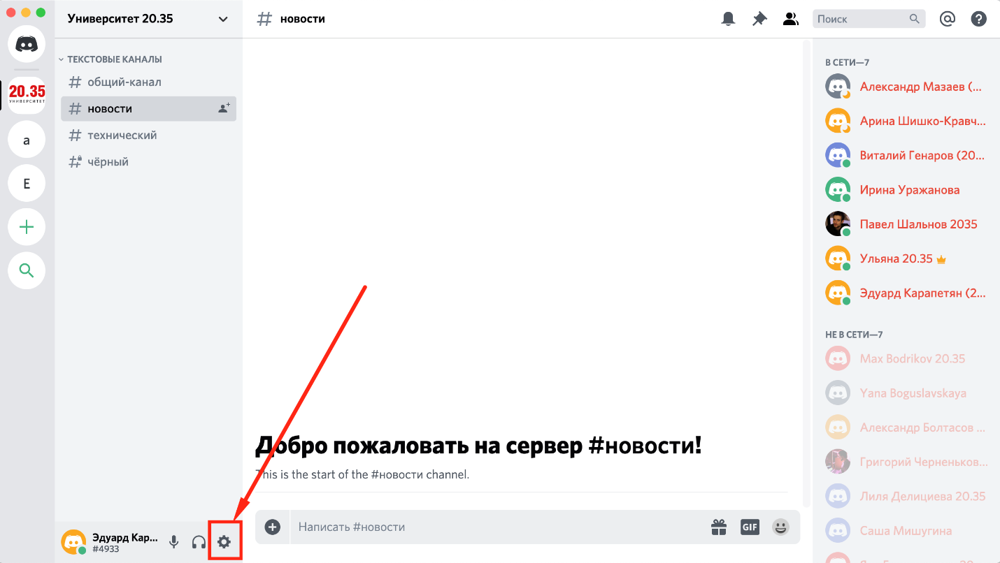 Университет 20.35
новости
Поиск
20.35
УНИВЕРСИТЕТ
a
E
ТЕКСТОВЫЕ КАНАЛЫ
общий-канал
новости
технический
чёрный
Добро пожаловать на сервер #новости!
This is the start of the #новости channel.
Написать #новости
GIF
Эдуард Кар...
#4933
В СЕТИ—7
Александр Мазаев (...
Арина Шишко-Кравч...
Виталий Генаров (20...
Ирина Уражанова
Павел Шальнов 2035
Ульяна 20.35
Эдуард Карапетян (2...
НЕ В СЕТИ—7
Max Bodrikov 20.35
Yana Boguslavskaya
Александр Болтасов ...
Григорий Черненьков...
Лиля Делициева 20.35
Саша Мишугина